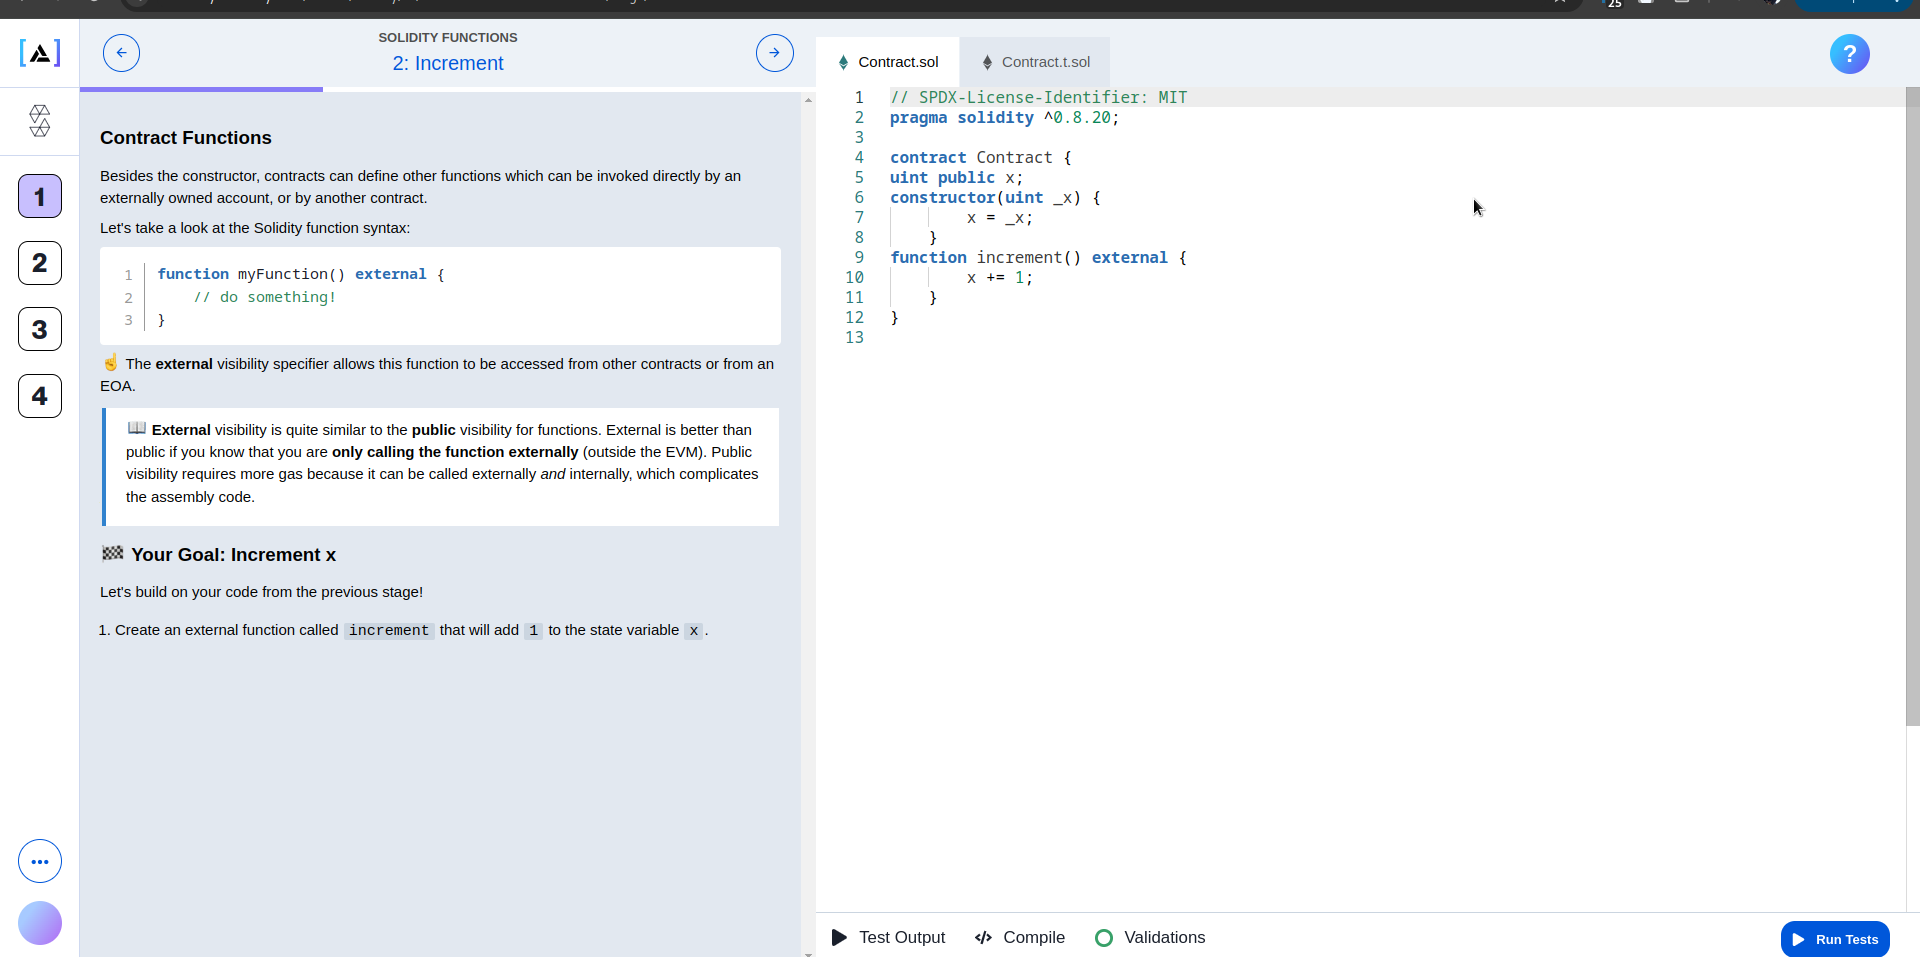 25
SOLIDITY FUNCTIONS
2: Increment
1
2
3
4
Contract Functions
Besides the constructor, contracts can define other functions which can be invoked directly by an
externally owned account, or by another contract.
Let's take a look at the Solidity function syntax:
1 function myFunction() external {
2     // do something!
3 }
☝️ The external visibility specifier allows this function to be accessed from other contracts or from an
EOA.
📖 External visibility is quite similar to the public visibility for functions. External is better than
public if you know that you are only calling the function externally (outside the EVM). Public
visibility requires more gas because it can be called externally and internally, which complicates
the assembly code.
🏁 Your Goal: Increment x
Let's build on your code from the previous stage!
1. Create an external function called increment that will add 1 to the state variable x.
Contract.sol
Contract.t.sol
?
1 // SPDX-License-Identifier: MIT
2 pragma solidity ^0.8.20;
3
4 contract Contract {
5 uint public x;
6 constructor(uint _x) {
7         x = _x;
8     }
9 function increment() external {
10         x += 1;
11     }
12 }
13
Test Output
Compile
Validations
Run Tests